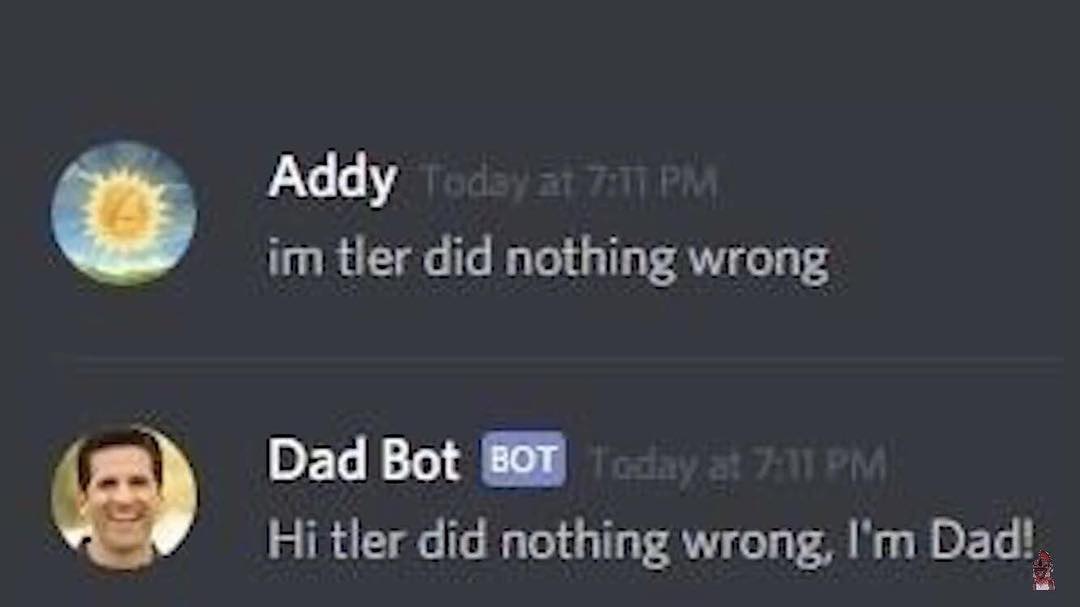 Addy Today at 7:11 PM
im tler did nothing wrong
Dad Bot BOT Today at 7:11 PM
Hi tler did nothing wrong, I'm Dad!